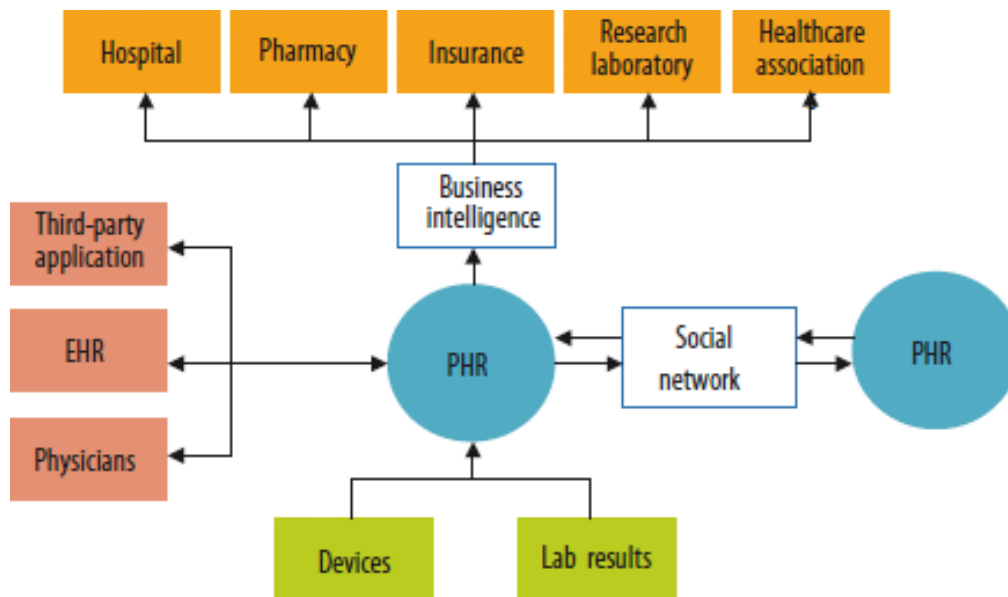 Hospital
Pharmacy
Insurance
Research
laboratory
Healthcare
association
Business
intelligence
Third-party
application
EHR
Physicians
PHR
Social
network
PHR
Devices
Lab results